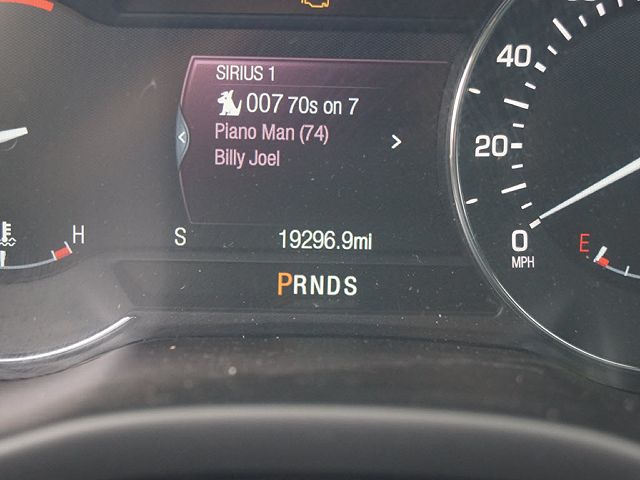 SIRIUS 1
007 70s on 7
Piano Man (74)
Billy Joel
H
S
19296.9mi
PRNDS
40
20
0
MPH
E